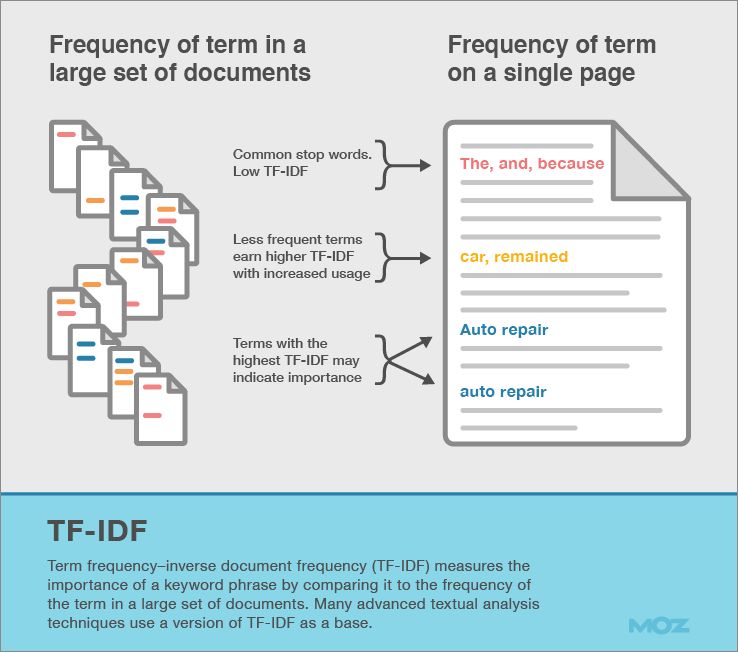 Frequency of term in a
large set of documents
Frequency of term
on a single page
Common stop words.
Low TF-IDF
The, and, because
Less frequent terms
earn higher TF-IDF
with increased usage
car, remained
Terms with the
highest TF-IDF may
indicate importance
Auto repair
auto repair
TF-IDF
Term frequency–inverse document frequency (TF-IDF) measures the
importance of a keyword phrase by comparing it to the frequency of
the term in a large set of documents. Many advanced textual analysis
techniques use a version of TF-IDF as a base.
MOZ